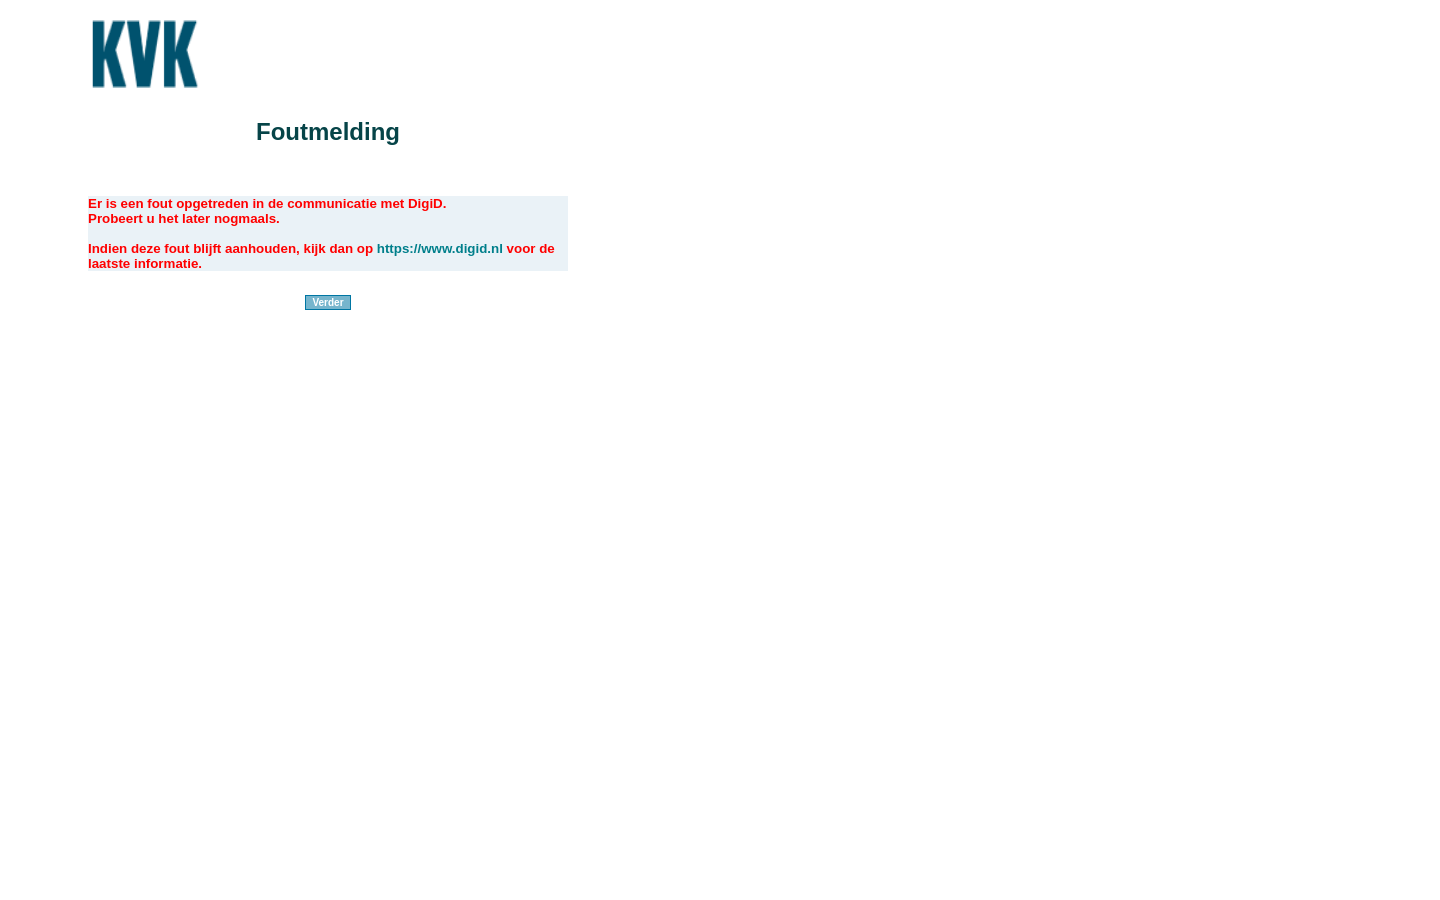 KVK
Foutmelding
Er is een fout opgetreden in de communicatie met DigiD.
Probeert u het later nogmaals.
Indien deze fout blijft aanhouden, kijk dan op https://www.digid.nl voor de
laatste informatie.
Verder